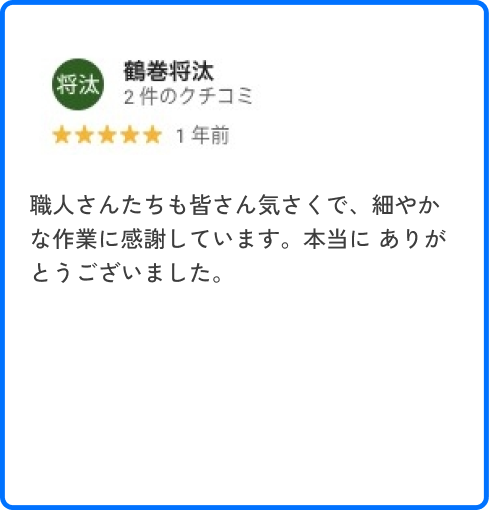 将汰
鶴巻将汰
2 件のクチコミ
★★★★★ 1 年前
職人さんたちも皆さん気さくで、細やか
な作業に感謝しています。本当に ありが
とうございました。